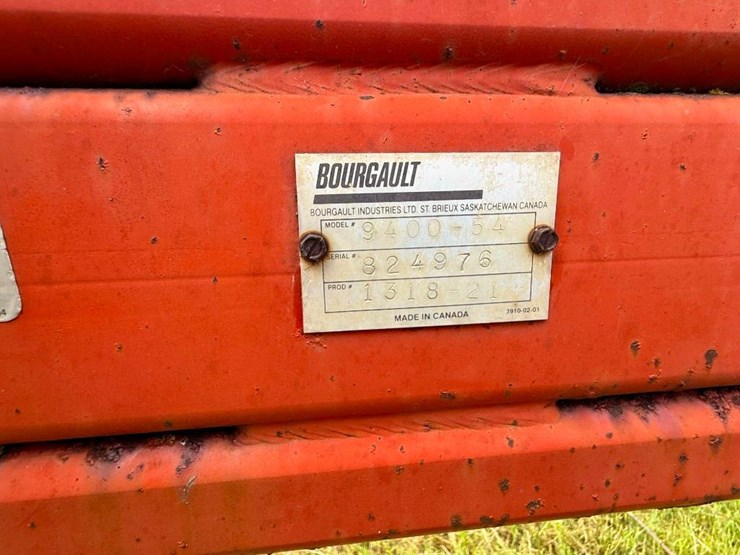 BOURGAULT
BOURGAULT INDUSTRIES LTD. ST. BRIEUX SASKATCHEWAN CANADA
MODEL # 9400-54
SERIAL # 824976
PROD # 1318-21
MADE IN CANADA 3910-02-01